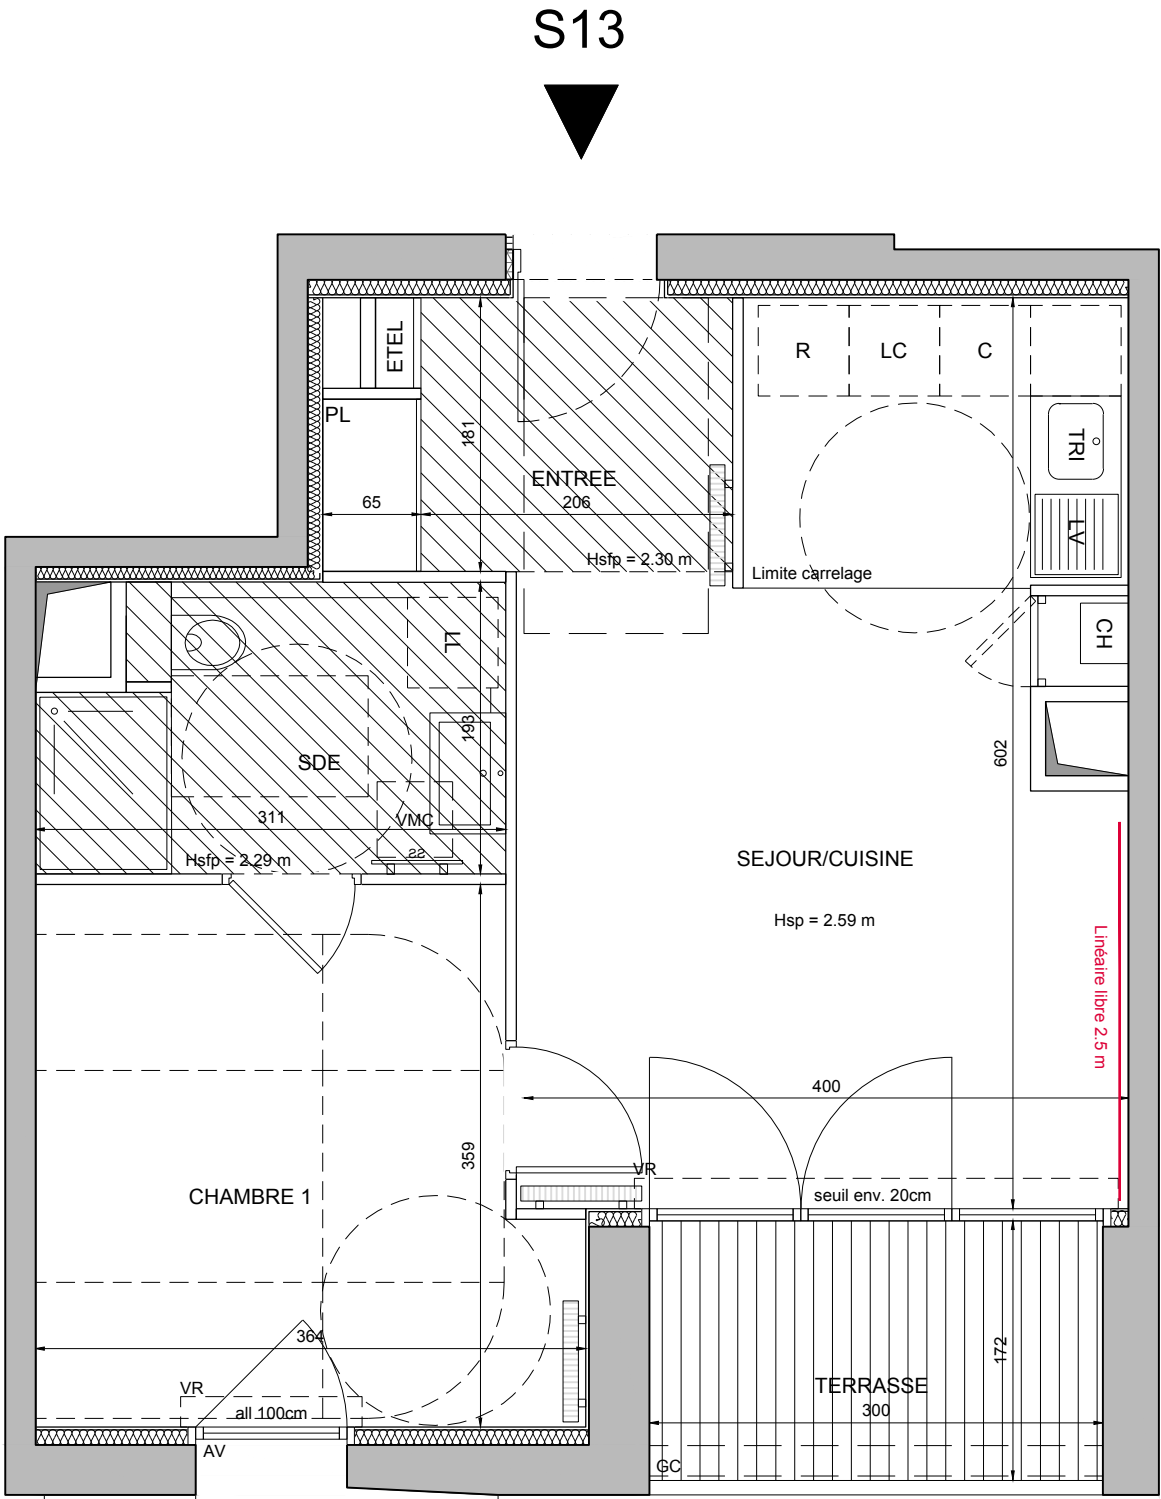 S13
ETEL
R
LC
C
PL
181
TRI
ENTREE
65
206
LV
Hsfp = 2.30 m
Limite carrelage
LL
CH
193
SDE
602
311
VMC
SS
Hsfp = 2.29 m
SEJOUR/CUISINE
Hsp = 2.59 m
Linéaire libre 2.5 m
400
359
VR
CHAMBRE 1
seuil env. 20cm
364
172
VR
TERRASSE
all 100cm
300
AV
GC